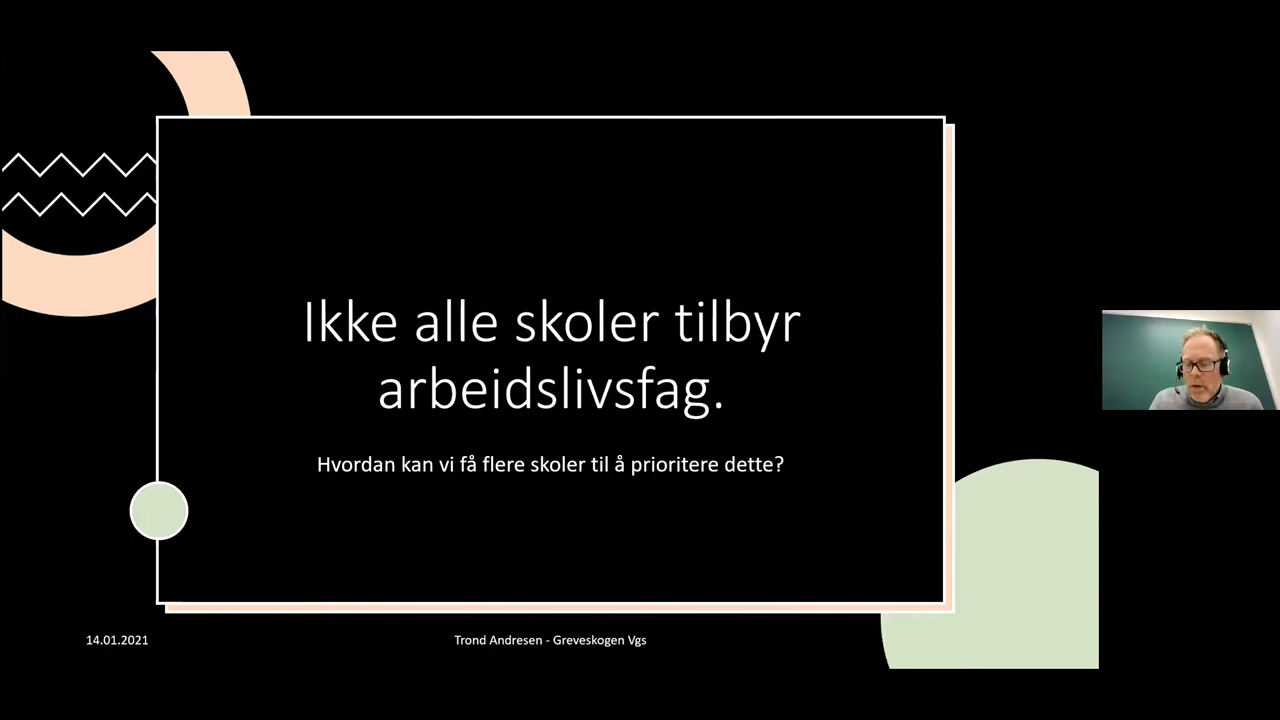 Ikke alle skoler tilbyr
arbeidslivsfag.
Hvordan kan vi få flere skoler til å prioritere dette?
14.01.2021
Trond Andresen - Greveskogen Vgs